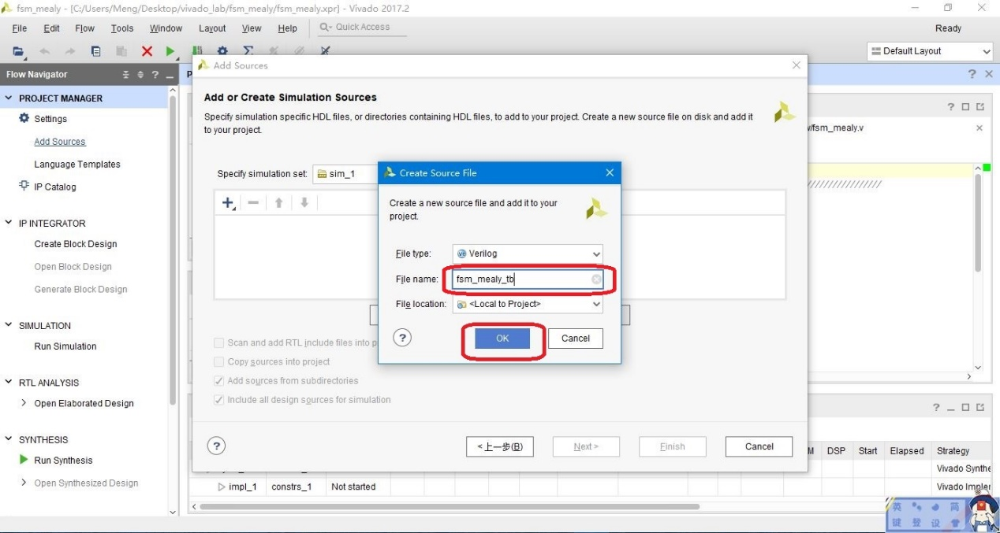 fsm_mealy - [C:/Users/Meng/Desktop/vivado_lab/fsm_mealy/fsm_mealy.xpr] - Vivado 2017.2
File Edit Flow Tools Window Layout View Help Quick Access Ready
Default Layout
Flow Navigator
PROJECT MANAGER
Settings
Add Sources
Language Templates
IP Catalog
IP INTEGRATOR
Create Block Design
Open Block Design
Generate Block Design
SIMULATION
Run Simulation
RTL ANALYSIS
Open Elaborated Design
SYNTHESIS
Run Synthesis
Open Synthesized Design
Add Sources
Add or Create Simulation Sources
Specify simulation specific HDL files, or directories containing HDL files, to add to your project. Create a new source file on disk and add it
to your project.
Specify simulation set: sim_1
Scan and add RTL include files into
Copy sources into project
Add sources from subdirectories
Include all design sources for simulation
<上一步(B) Next > Finish Cancel
Create Source File
Create a new source file and add it to your
project.
File type: Verilog
File name: fsm_mealy_tb
File location: <Local to Project>
OK Cancel
/fsm_mealy.v
//////////////////
DSP Start Elapsed Strategy
Vivado Synthe
impl_1 constrs_1 Not started Vivado Impler
英 简
键 登 设